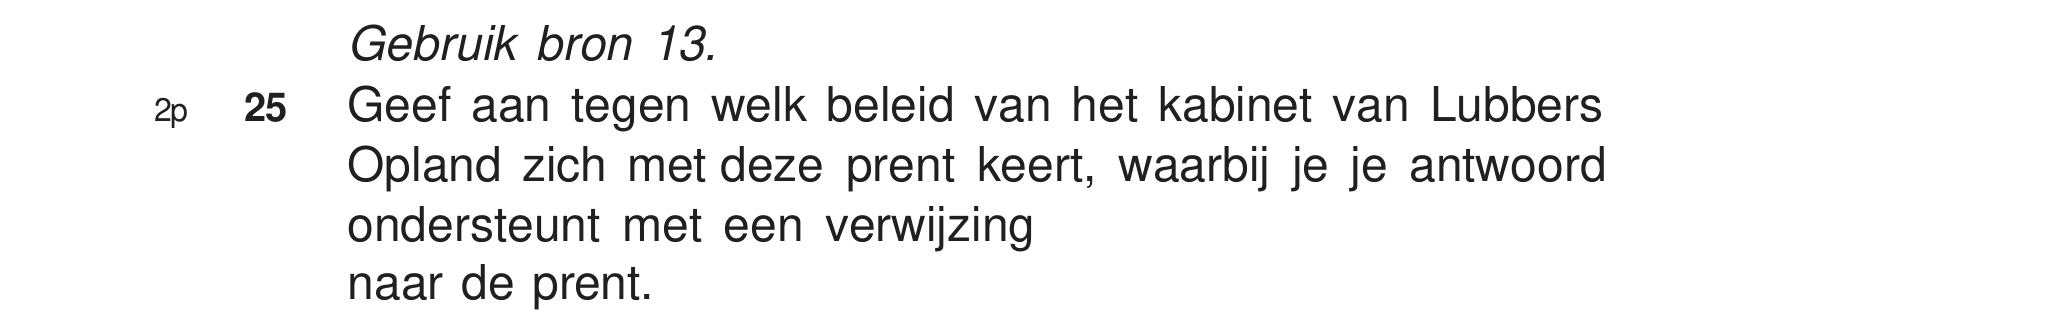 Gebruik bron 13.
2p 25 Geef aan tegen welk beleid van het kabinet van Lubbers
Opland zich met deze prent keert, waarbij je je antwoord
ondersteunt met een verwijzing
naar de prent.